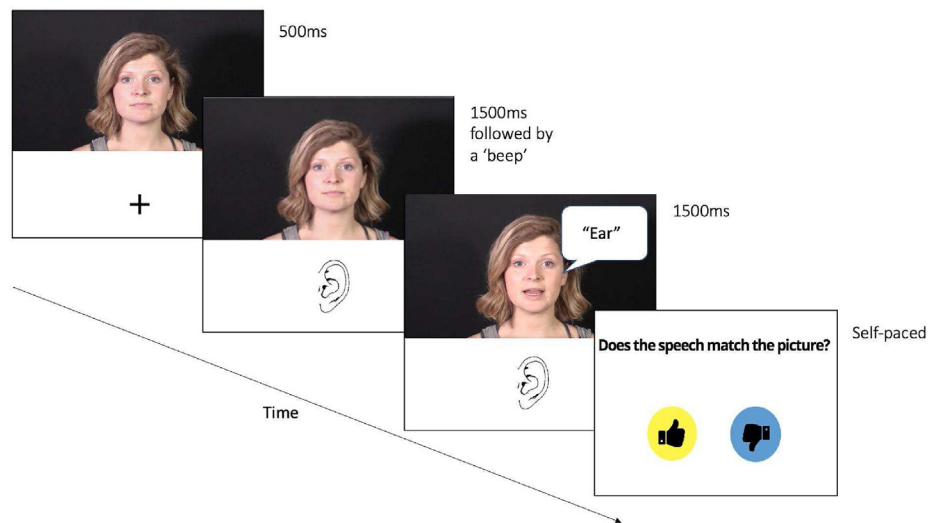 500ms
1500ms
followed by
a ‘beep’
1500ms
“Ear”
Self-paced
Does the speech match the picture?
Time